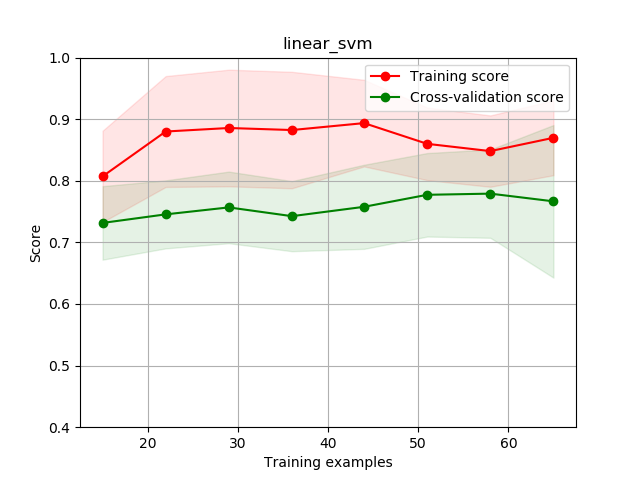 linear_svm
Training score
Cross-validation score
1.0
0.9
0.8
0.7
0.6
0.5
0.4
Score
20 30 40 50 60
Training examples